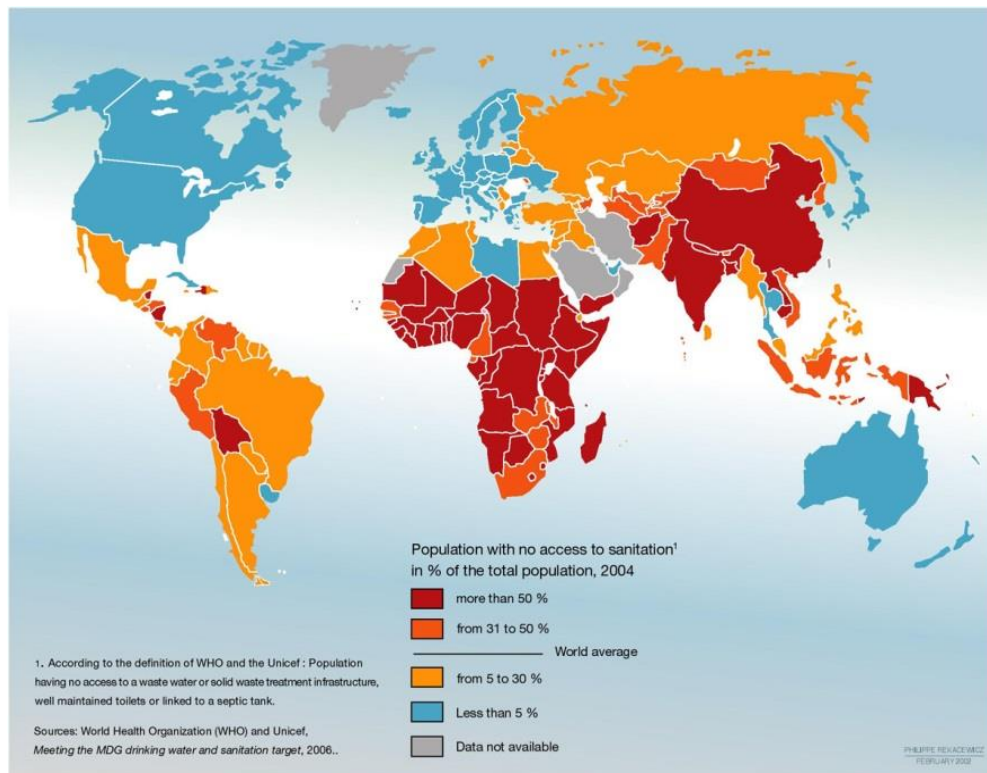 Population with no access to sanitation¹
in % of the total population, 2004
more than 50 %
from 31 to 50 %
World average
from 5 to 30 %
Less than 5 %
Data not available
1. According to the definition of WHO and the Unicef : Population
having no access to a waste water or solid waste treatment infrastructure,
well maintained toilets or linked to a septic tank.
Sources: World Health Organization (WHO) and Unicef,
Meeting the MDG drinking water and sanitation target, 2006..
PHILIPPE REKACEWICZ
FEBRUARY 2002